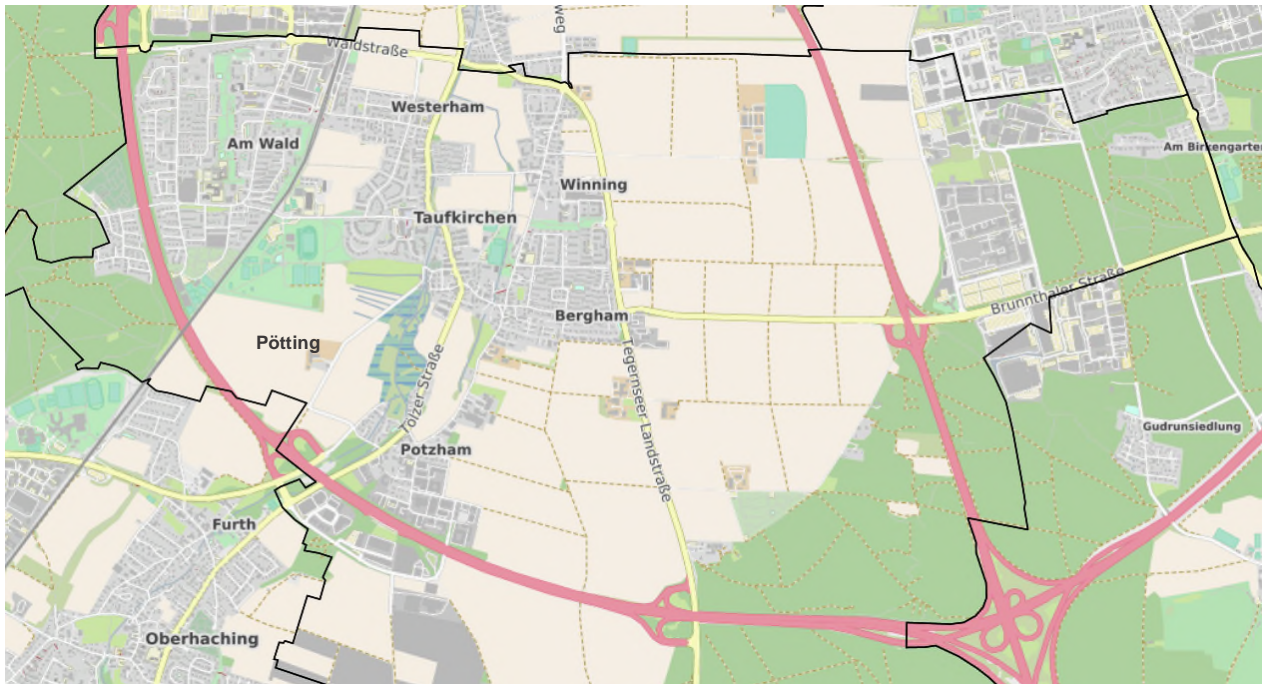 weg
Waldstraße
Westerham
Am Wald
Am Birkengarten
Winning
Taufkirchen
Brunnthaler Straße
Bergham
Pötting
Tölzer Straße
Tegernseer Landstraße
Gudrunsiedlung
Potzham
Furth
Oberhaching